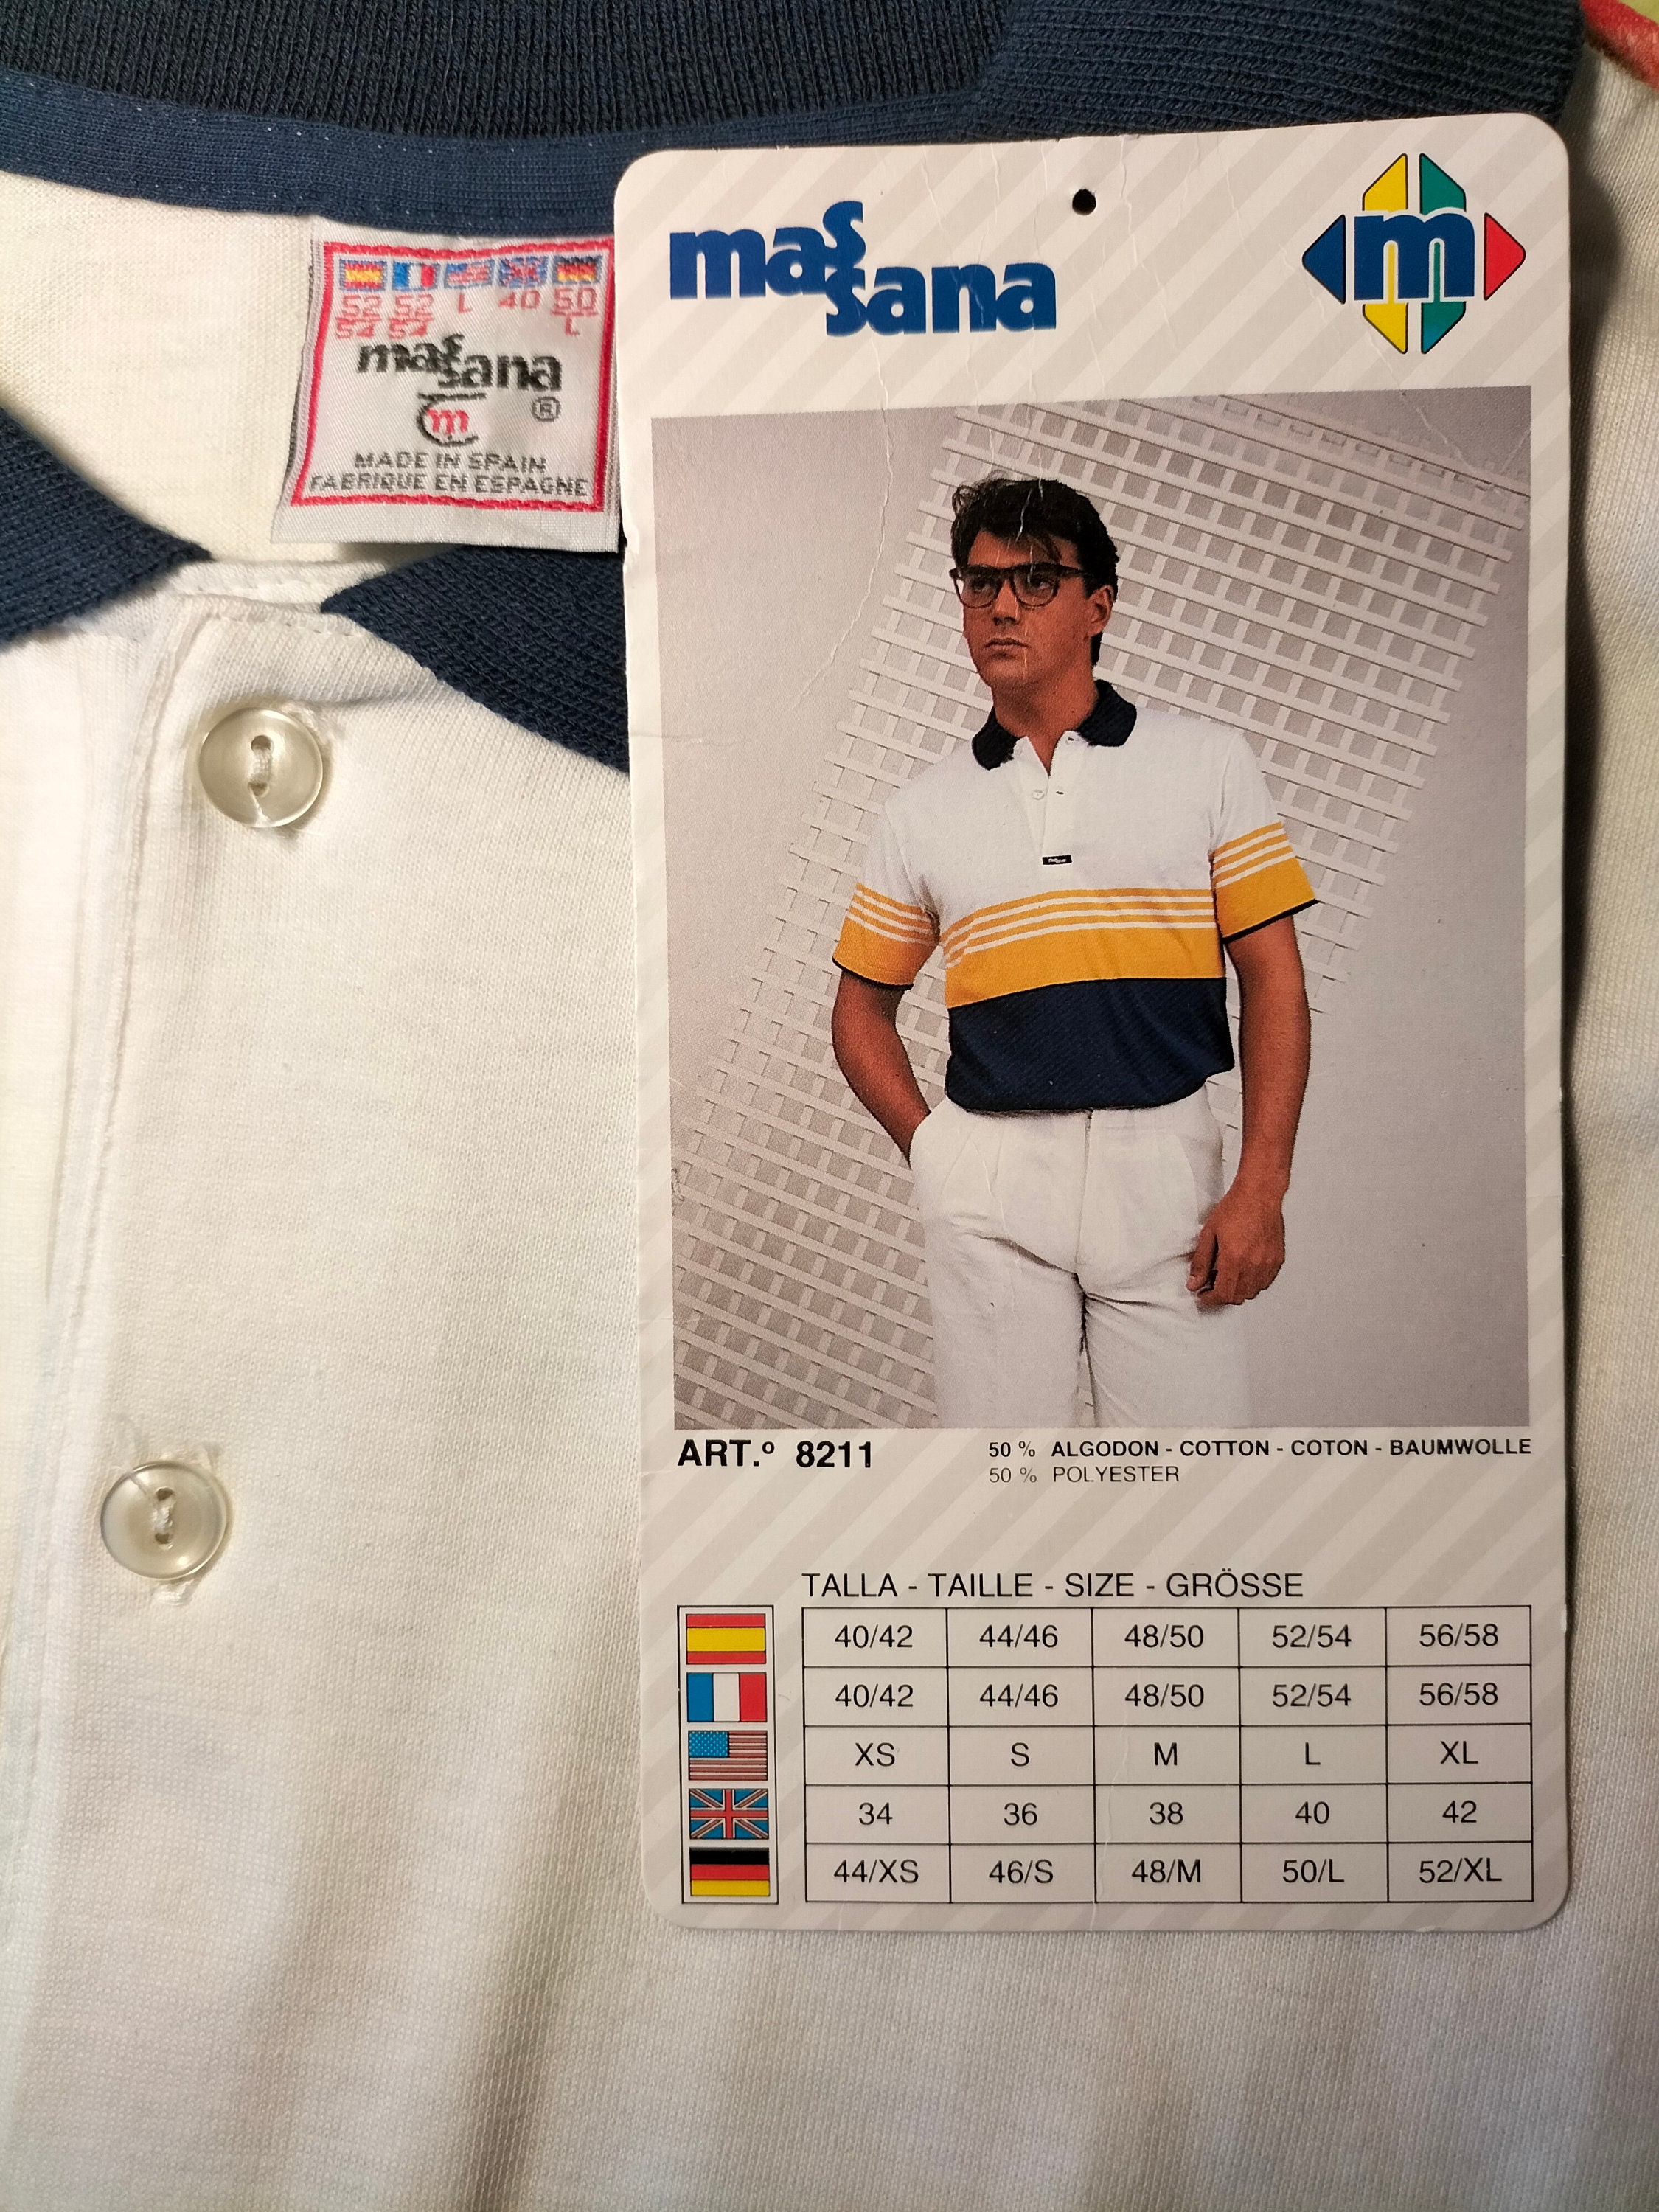 52 52 L 40 50
54 54 L
massana
m ®
MADE IN SPAIN
FABRIQUE EN ESPAGNE
massana
m
ART.º 8211
50 % ALGODON - COTTON - COTON - BAUMWOLLE
50 % POLYESTER
TALLA - TAILLE - SIZE - GRÖSSE
40/42 44/46 48/50 52/54 56/58
40/42 44/46 48/50 52/54 56/58
XS S M L XL
34 36 38 40 42
44/XS 46/S 48/M 50/L 52/XL